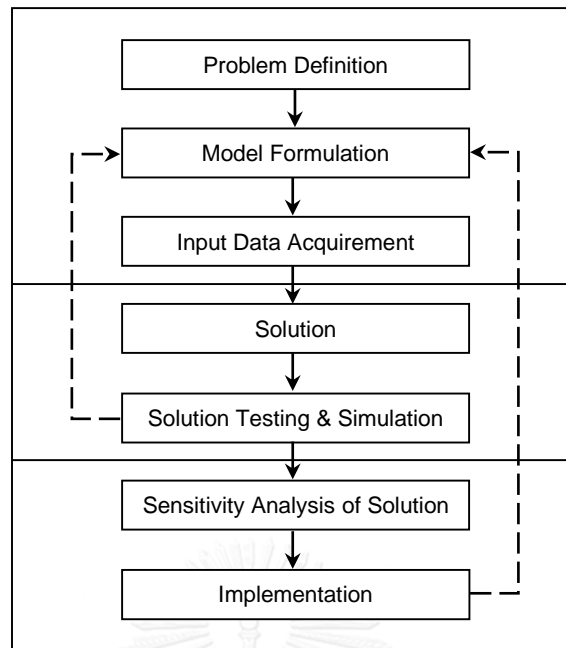 Problem Definition
Model Formulation
Input Data Acquirement
Solution
Solution Testing & Simulation
Sensitivity Analysis of Solution
Implementation